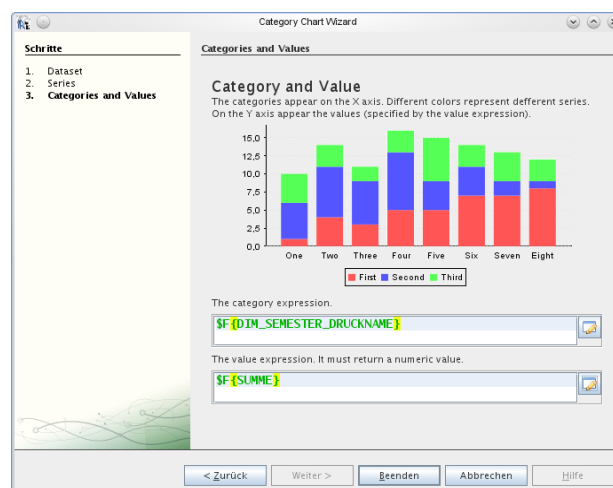 Category Chart Wizard
Schritte
1. Dataset
2. Series
3. Categories and Values
Categories and Values
Category and Value
The categories appear on the X axis. Different colors represent defferent series.
On the Y axis appear the values (specified by the value expression).
15,0
12,5
10,0
7,5
5,0
2,5
0,0
One Two Three Four Five Six Seven Eight
First Second Third
The category expression.
$F{DIM_SEMESTER_DRUCKNAME}
The value expression. It must return a numeric value.
$F{SUMME}
< Zurück Weiter > Beenden Abbrechen Hilfe